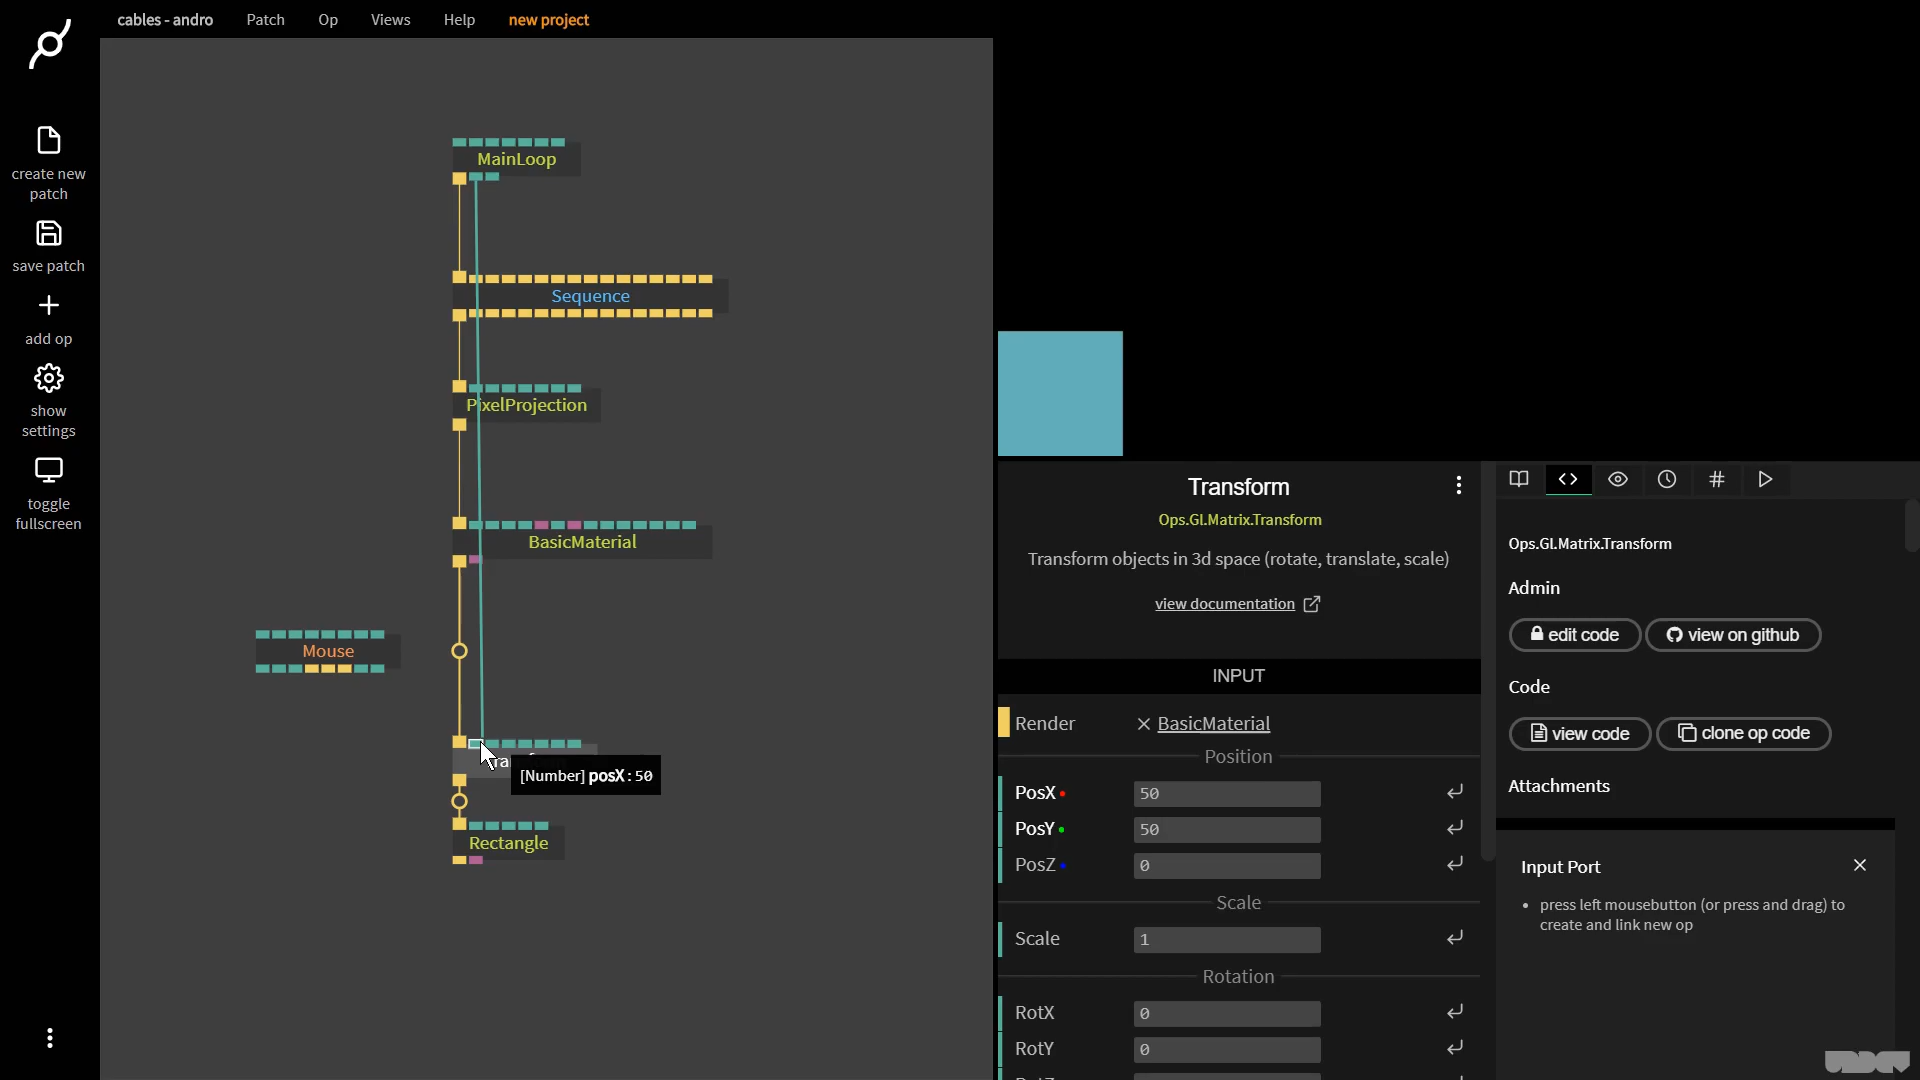 cables - andro
Patch
Op
Views
Help
new project
create new
patch
save patch
add op
show
settings
toggle
fullscreen
MainLoop
Sequence
PixelProjection
BasicMaterial
Mouse
[Number] posX : 50
Rectangle
Transform
Ops.Gl.Matrix.Transform
Transform objects in 3d space (rotate, translate, scale)
view documentation
INPUT
Render
BasicMaterial
Position
PosX
50
PosY
50
PosZ
0
Scale
Scale
1
Rotation
RotX
0
RotY
0
Ops.Gl.Matrix.Transform
Admin
edit code
view on github
Code
view code
clone op code
Attachments
Input Port
• press left mousebutton (or press and drag) to
create and link new op